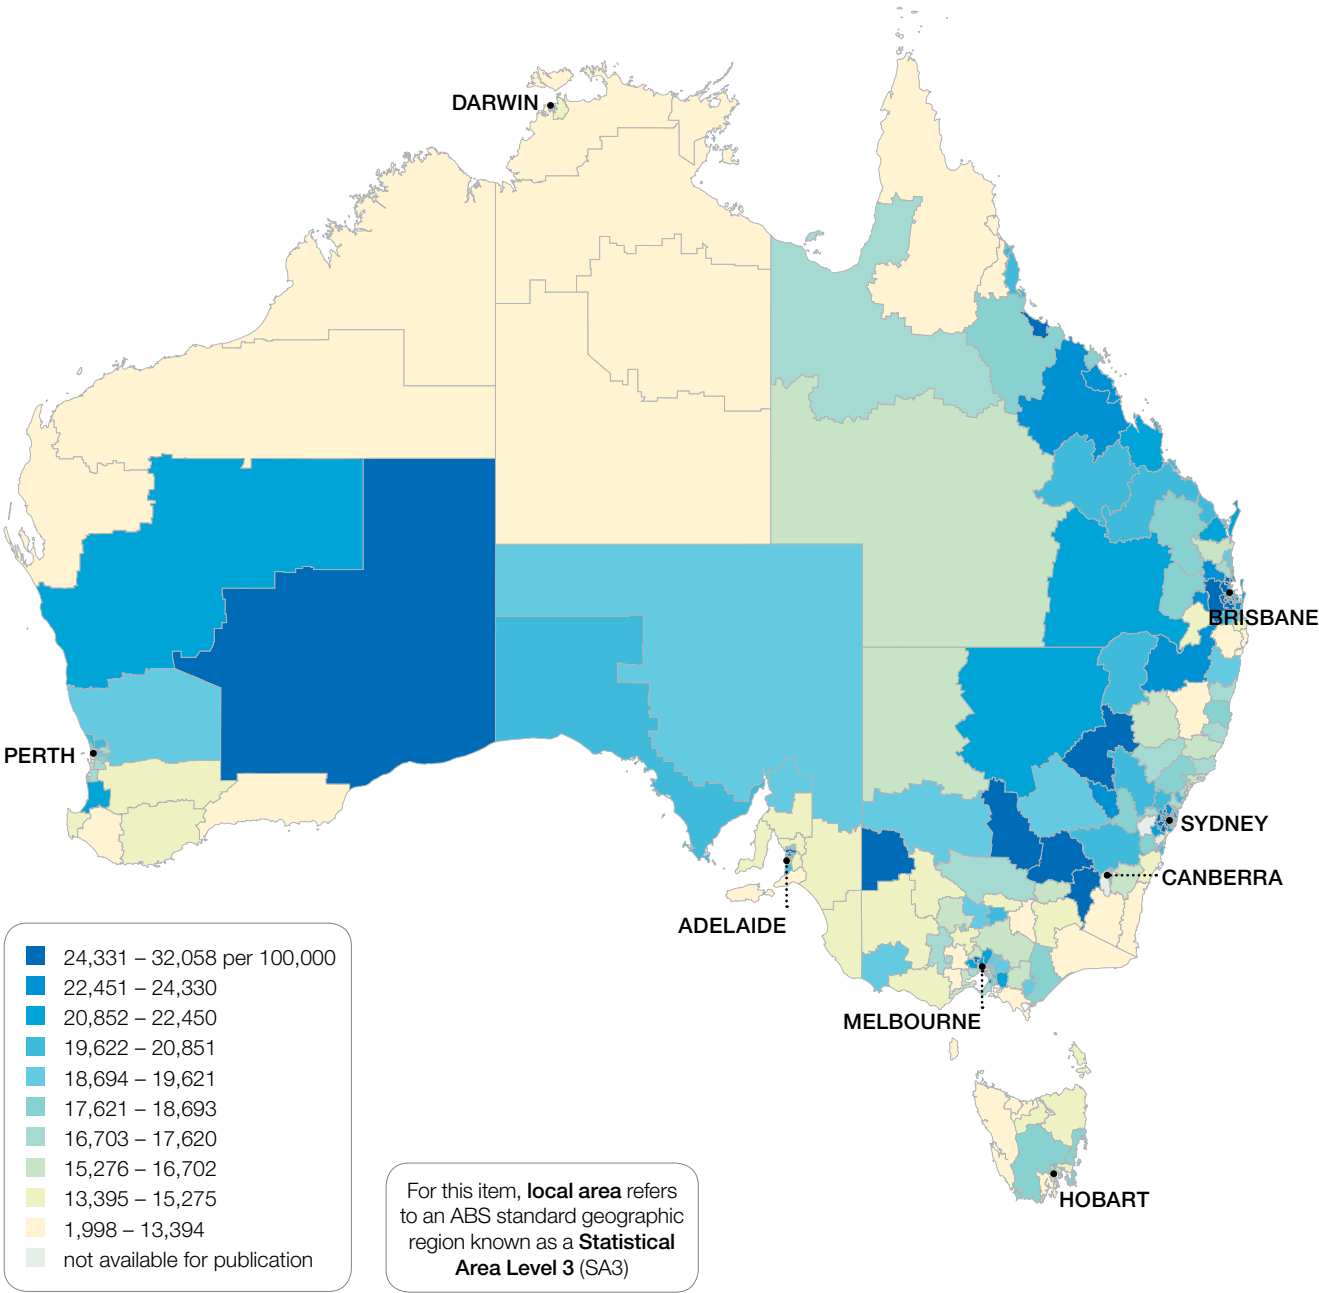 DARWIN
BRISBANE
PERTH
SYDNEY
CANBERRA
ADELAIDE
MELBOURNE
HOBART
24,331 – 32,058 per 100,000
22,451 – 24,330
20,852 – 22,450
19,622 – 20,851
18,694 – 19,621
17,621 – 18,693
16,703 – 17,620
15,276 – 16,702
13,395 – 15,275
1,998 – 13,394
not available for publication
For this item, local area refers
to an ABS standard geographic
region known as a Statistical
Area Level 3 (SA3)